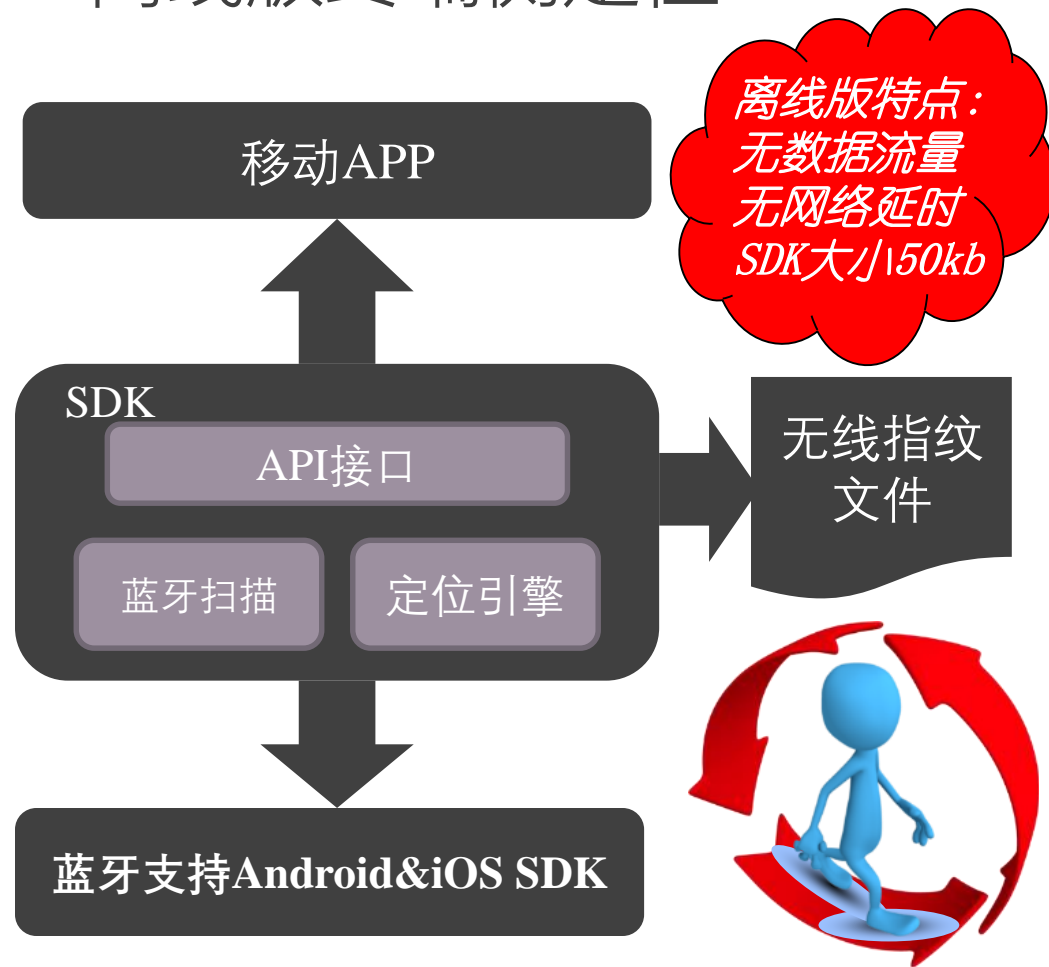 离线版特点：
无数据流量
无网络延时
SDK大小50kb
移动APP
SDK
API接口
蓝牙扫描
定位引擎
无线指纹
文件
蓝牙支持Android&iOS SDK